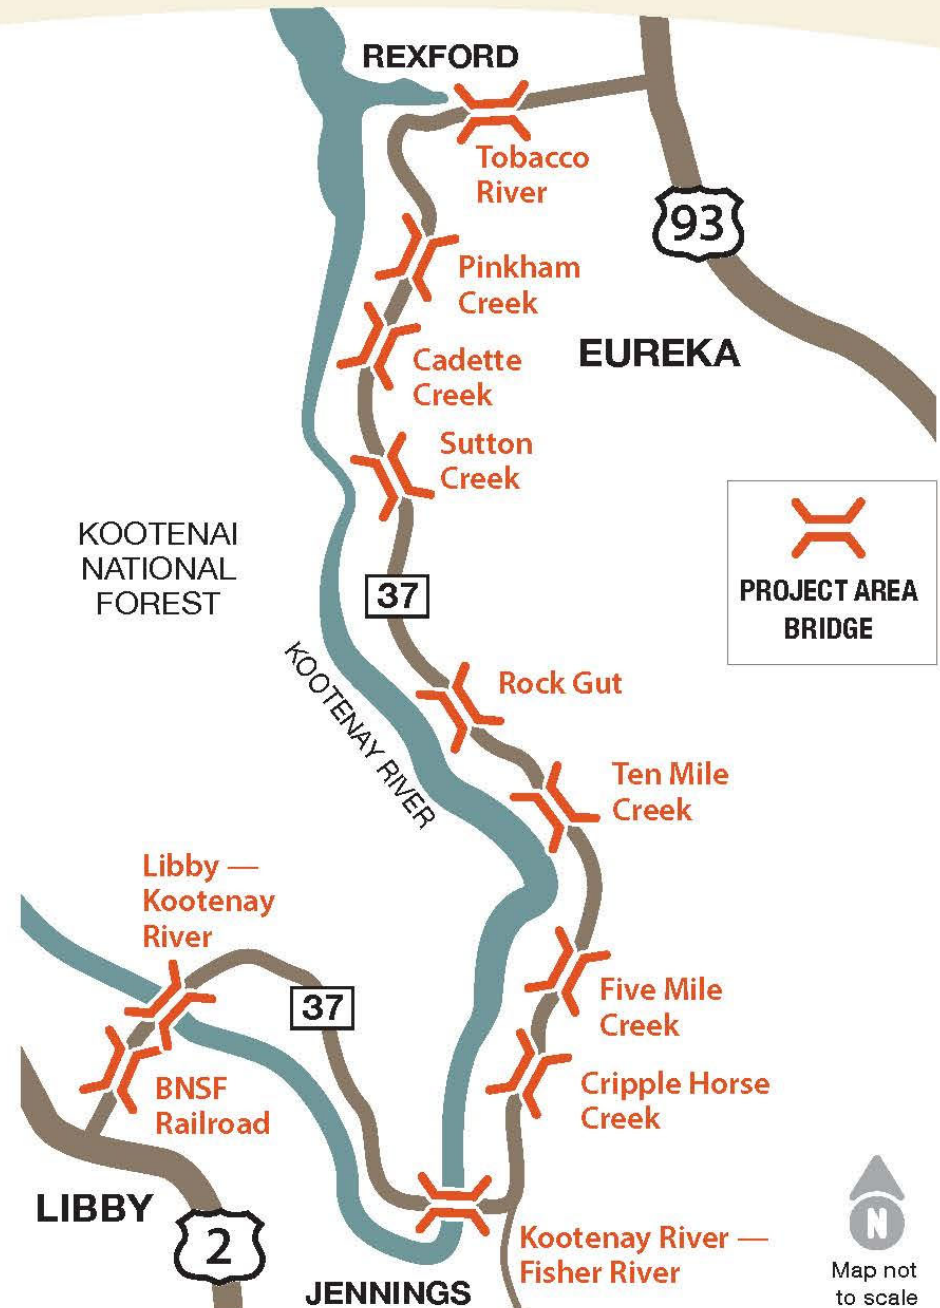 REXFORD
Tobacco
River
93
Pinkham
Creek
EUREKA
Cadette
Creek
Sutton
Creek
KOOTENAI
NATIONAL
FOREST
37
PROJECT AREA
BRIDGE
KOOTENAY RIVER
Rock Gut
Ten Mile
Creek
Libby —
Kootenay
River
37
Five Mile
Creek
BNSF
Railroad
Cripple Horse
Creek
LIBBY
2
Kootenay River —
Fisher River
JENNINGS
N
Map not
to scale